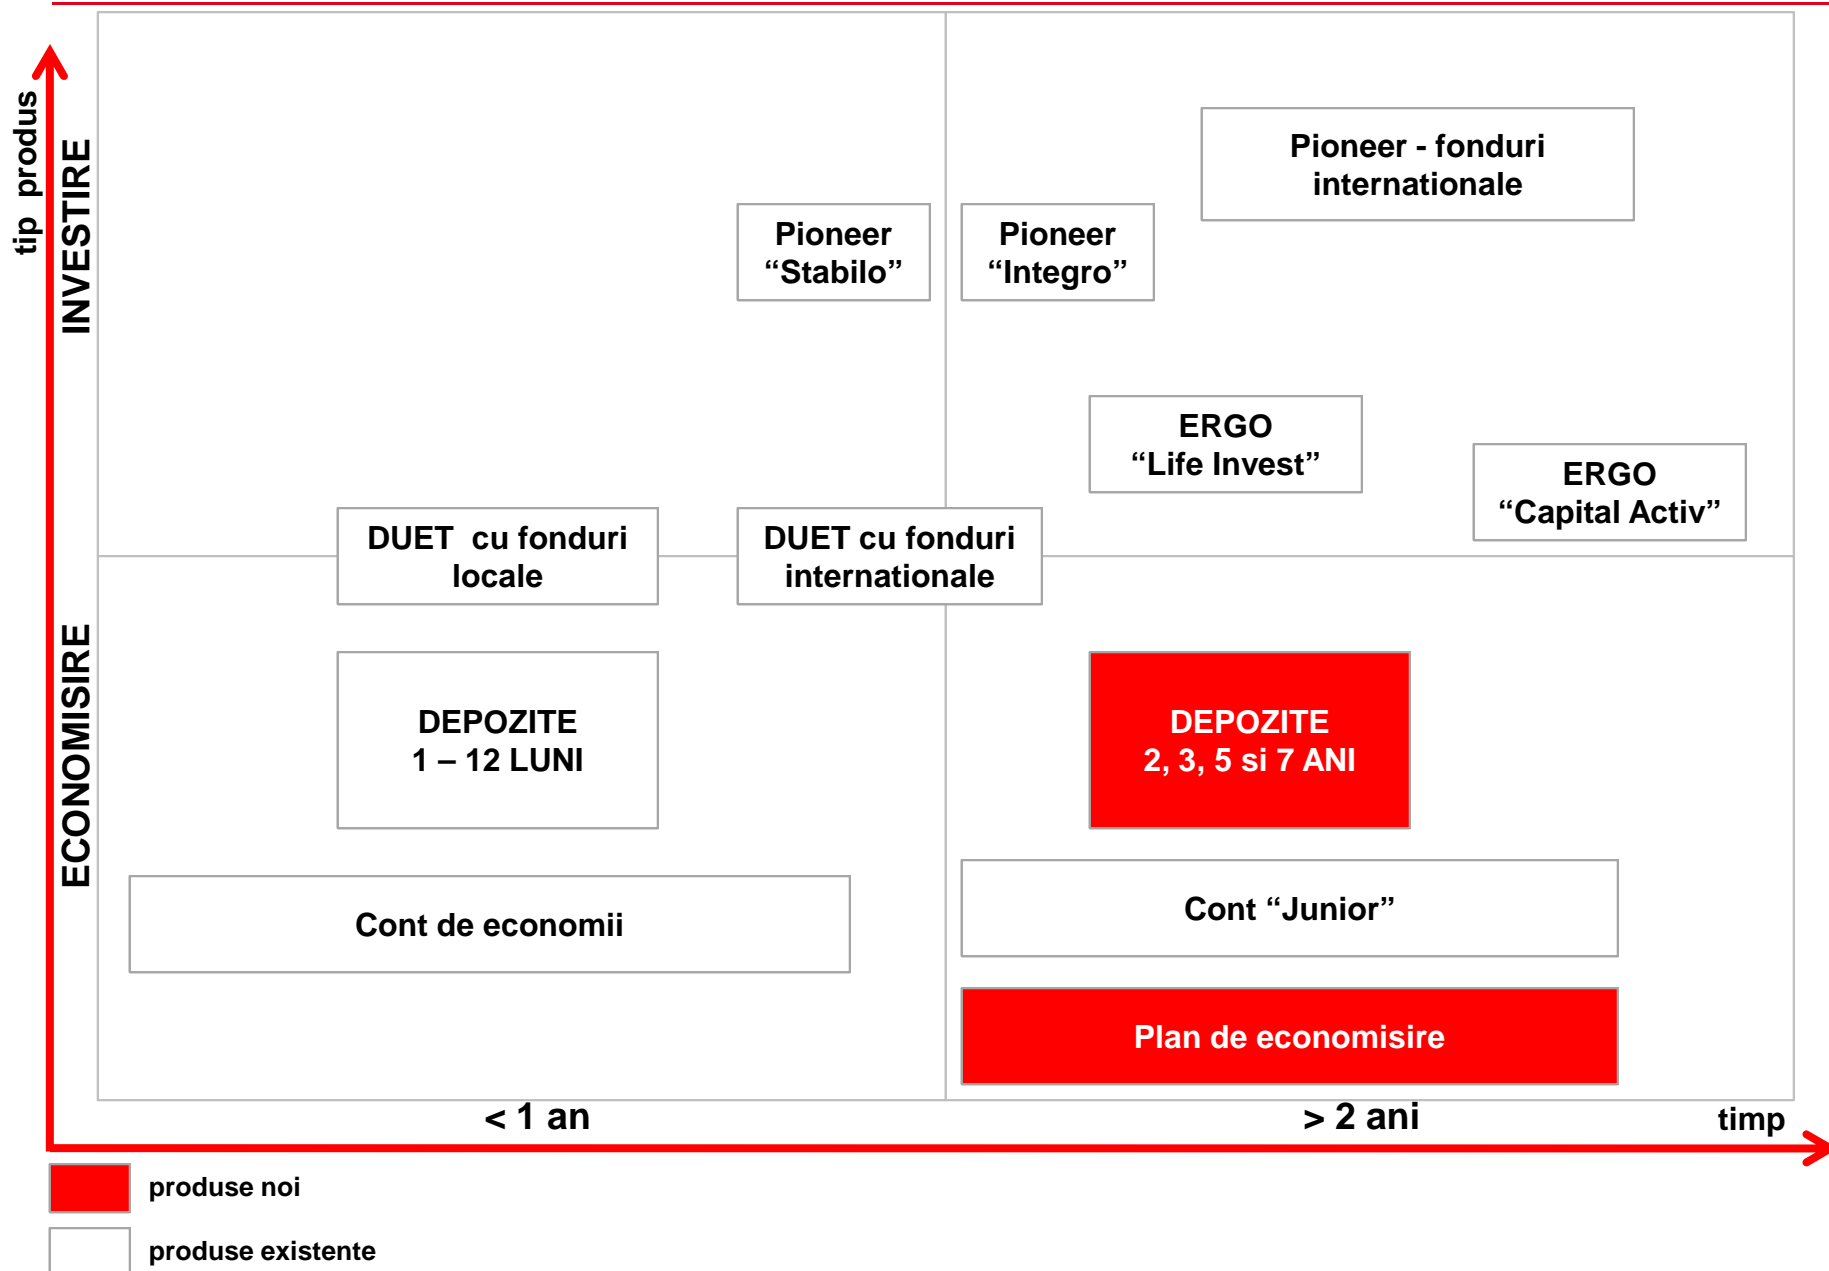 tip produs
INVESTIRE
Pioneer - fonduri
internationale
Pioneer
“Stabilo”
Pioneer
“Integro”
ERGO
“Life Invest”
ERGO
“Capital Activ”
DUET cu fonduri
locale
DUET cu fonduri
internationale
ECONOMISIRE
DEPOZITE
1 – 12 LUNI
DEPOZITE
2, 3, 5 si 7 ANI
Cont de economii
Cont “Junior”
Plan de economisire
< 1 an
> 2 ani
timp
produse noi
produse existente